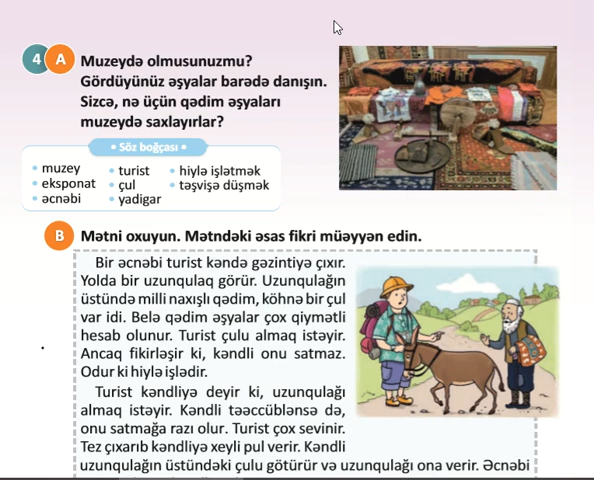 4 A Muzeydə olmusunuzmu?
Gördüyünüz əşyalar barədə danışın.
Sizcə, nə üçün qədim əşyaları
muzeydə saxlayırlar?
• Söz boğçası •
• muzey • turist • hiylə işlətmək
• eksponat • çul • təşvişə düşmək
• əcnəbi • yadigar
B Mətni oxuyun. Mətndəki əsas fikri müəyyən edin.
Bir əcnəbi turist kəndə gəzintiyə çıxır.
Yolda bir uzunqulaq görür. Uzunqulağın
üstündə milli naxışlı qədim, köhnə bir çul
var idi. Belə qədim əşyalar çox qiymətli
hesab olunur. Turist çulu almaq istəyir.
Ancaq fikirləşir ki, kəndli onu satmaz.
Odur ki hiylə işlədir.
Turist kəndliyə deyir ki, uzunqulağı
almaq istəyir. Kəndli təəccüblənsə də,
onu satmağa razı olur. Turist çox sevinir.
Tez çıxarıb kəndliyə xeyli pul verir. Kəndli
uzunqulağın üstündəki çulu götürür və uzunqulağı ona verir. Əcnəbi